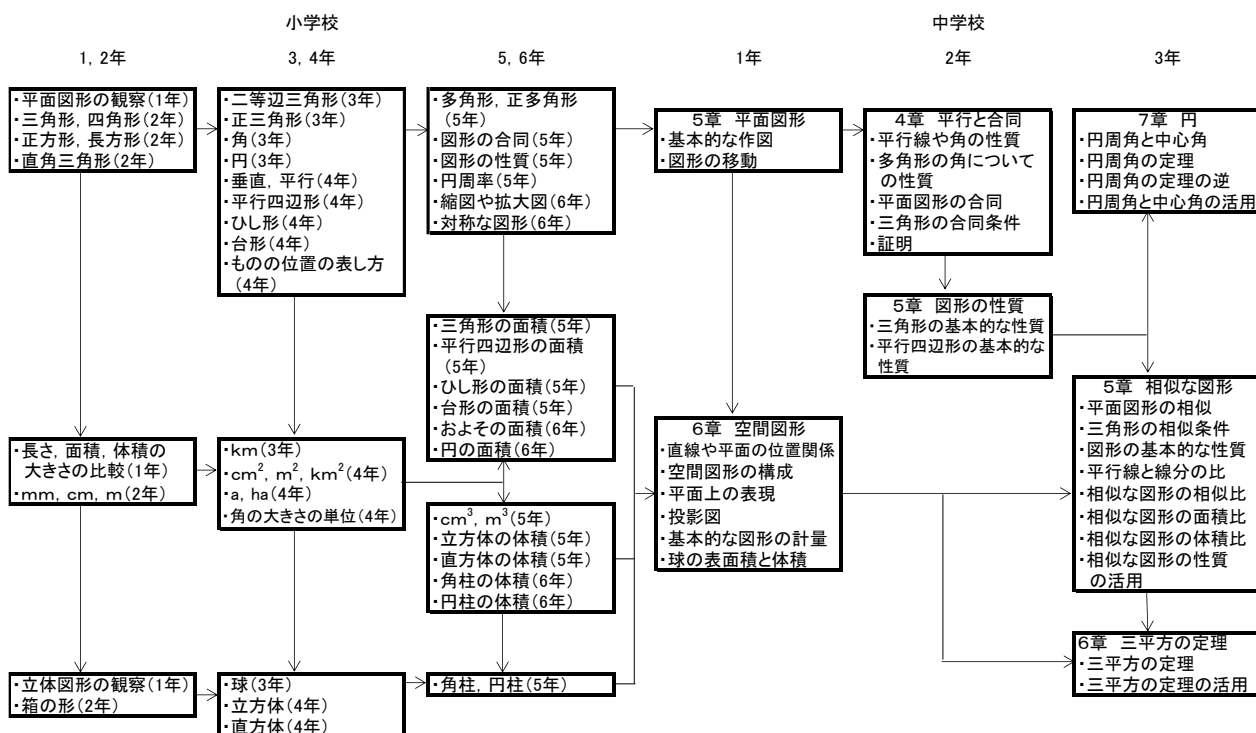 小学校
中学校
1，2年
3，4年
5，6年
1年
2年
3年
・平面図形の観察(1年)
・三角形，四角形(2年)
・正方形，長方形(2年)
・直角三角形(2年)
・二等辺三角形(3年)
・正三角形(3年)
・角(3年)
・円(3年)
・垂直，平行(4年)
・平行四辺形(4年)
・ひし形(4年)
・台形(4年)
・ものの位置の表し方
(4年)
・多角形，正多角形
(5年)
・図形の合同(5年)
・図形の性質(5年)
・円周率(5年)
・縮図や拡大図(6年)
・対称な図形(6年)
5章 平面図形
・基本的な作図
・図形の移動
4章 平行と合同
・平行線や角の性質
・多角形の角について
の性質
・平面図形の合同
・三角形の合同条件
・証明
7章 円
・円周角と中心角
・円周角の定理
・円周角の定理の逆
・円周角と中心角の活用
5章 図形の性質
・三角形の基本的な性質
・平行四辺形の基本的な
性質
・三角形の面積(5年)
・平行四辺形の面積
(5年)
・ひし形の面積(5年)
・台形の面積(5年)
・およその面積(6年)
・円の面積(6年)
・長さ，面積，体積の
大きさの比較(1年)
・mm，cm，m(2年)
・km(3年)
・cm²，m²，km²(4年)
・a，ha(4年)
・角の大きさの単位(4年)
・cm³，m³(5年)
・立方体の体積(5年)
・直方体の体積(5年)
・角柱の体積(6年)
・円柱の体積(6年)
6章 空間図形
・直線や平面の位置関係
・空間図形の構成
・平面上の表現
・投影図
・基本的な図形の計量
・球の表面積と体積
5章 相似な図形
・平面図形の相似
・三角形の相似条件
・図形の基本的な性質
・平行線と線分の比
・相似な図形の相似比
・相似な図形の面積比
・相似な図形の体積比
・相似な図形の性質
の活用
・立体図形の観察(1年)
・箱の形(2年)
・球(3年)
・立方体(4年)
・直方体(4年)
・角柱，円柱(5年)
6章 三平方の定理
・三平方の定理
・三平方の定理の活用